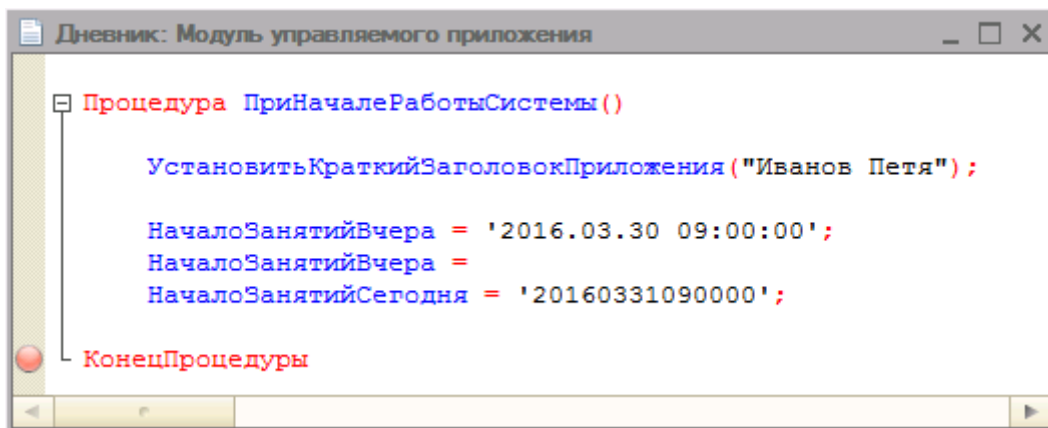 Дневник: Модуль управляемого приложения
Процедура ПриНачалеРаботыСистемы()
УстановитьКраткийЗаголовокПриложения("Иванов Петя");
НачалоЗанятийВчера = '2016.03.30 09:00:00';
НачалоЗанятийВчера =
НачалоЗанятийСегодня = '20160331090000';
КонецПроцедуры